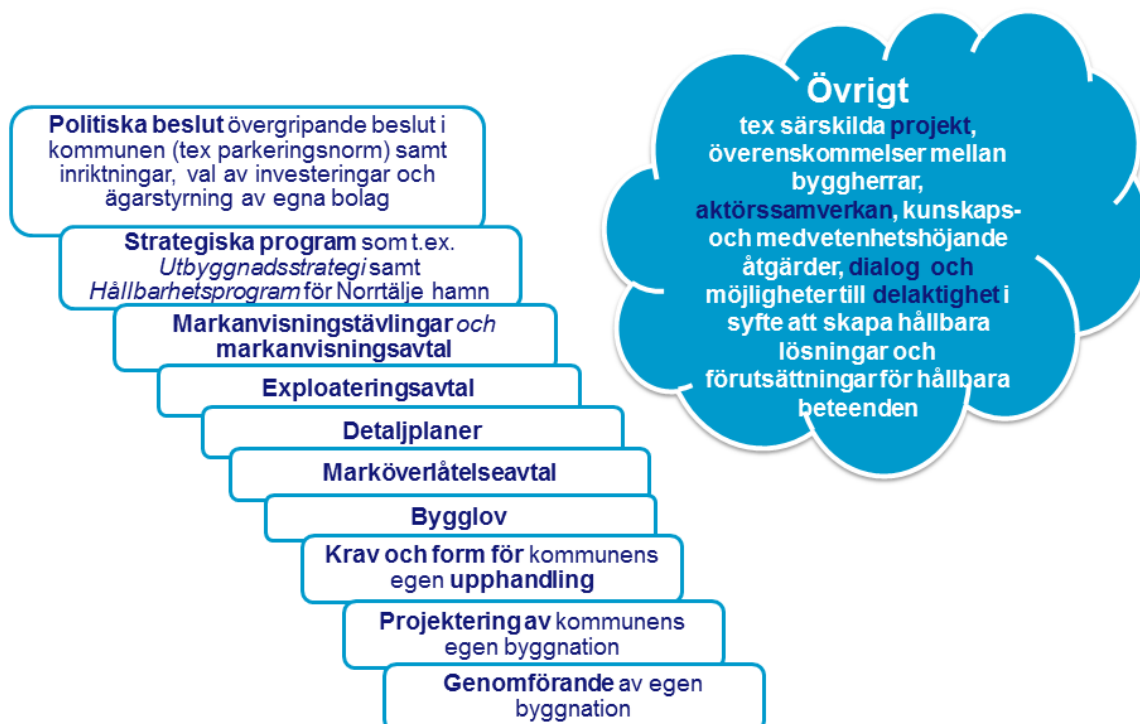 Politiska beslut övergripande beslut i
kommunen (tex parkeringsnorm) samt
inriktningar, val av investeringar och
ägarstyrning av egna bolag
Strategiska program som t.ex.
Utbyggnadsstrategi samt
Hållbarhetsprogram för Norrtälje hamn
Markanvisningstävlingar och
markanvisningsavtal
Exploateringsavtal
Detaljplaner
Marköverlåtelseavtal
Bygglov
Krav och form för kommunens
egen upphandling
Projektering av kommunens
egen byggnation
Genomförande av egen
byggnation
Övrigt
tex särskilda projekt,
överenskommelser mellan
byggherrar,
aktörssamverkan, kunskaps-
och medvetenhetshöjande
åtgärder, dialog och
möjligheter till delaktighet i
syfte att skapa hållbara
lösningar och
förutsättningar för hållbara
beteenden